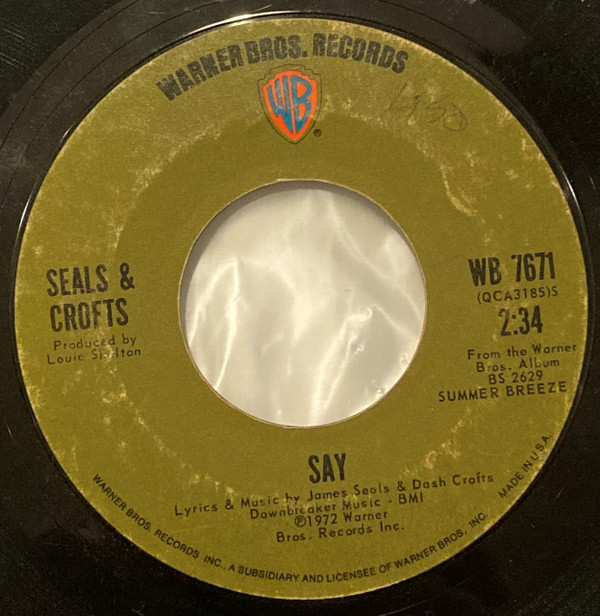 WARNER BROS. RECORDS
WB
®
SEALS &
CROFTS
Produced by
Louie Shelton
WB 7671
(QCA3185)S
2:34
From the Warner
Bros. Album
BS 2629
SUMMER BREEZE
SAY
Lyrics & Music by James Seals & Dash Crofts
Dawnbreaker Music - BMI
℗1972 Warner
Bros. Records Inc.
WARNER BROS. RECORDS INC., A SUBSIDIARY AND LICENSEE OF WARNER BROS. INC. MADE IN U.S.A.